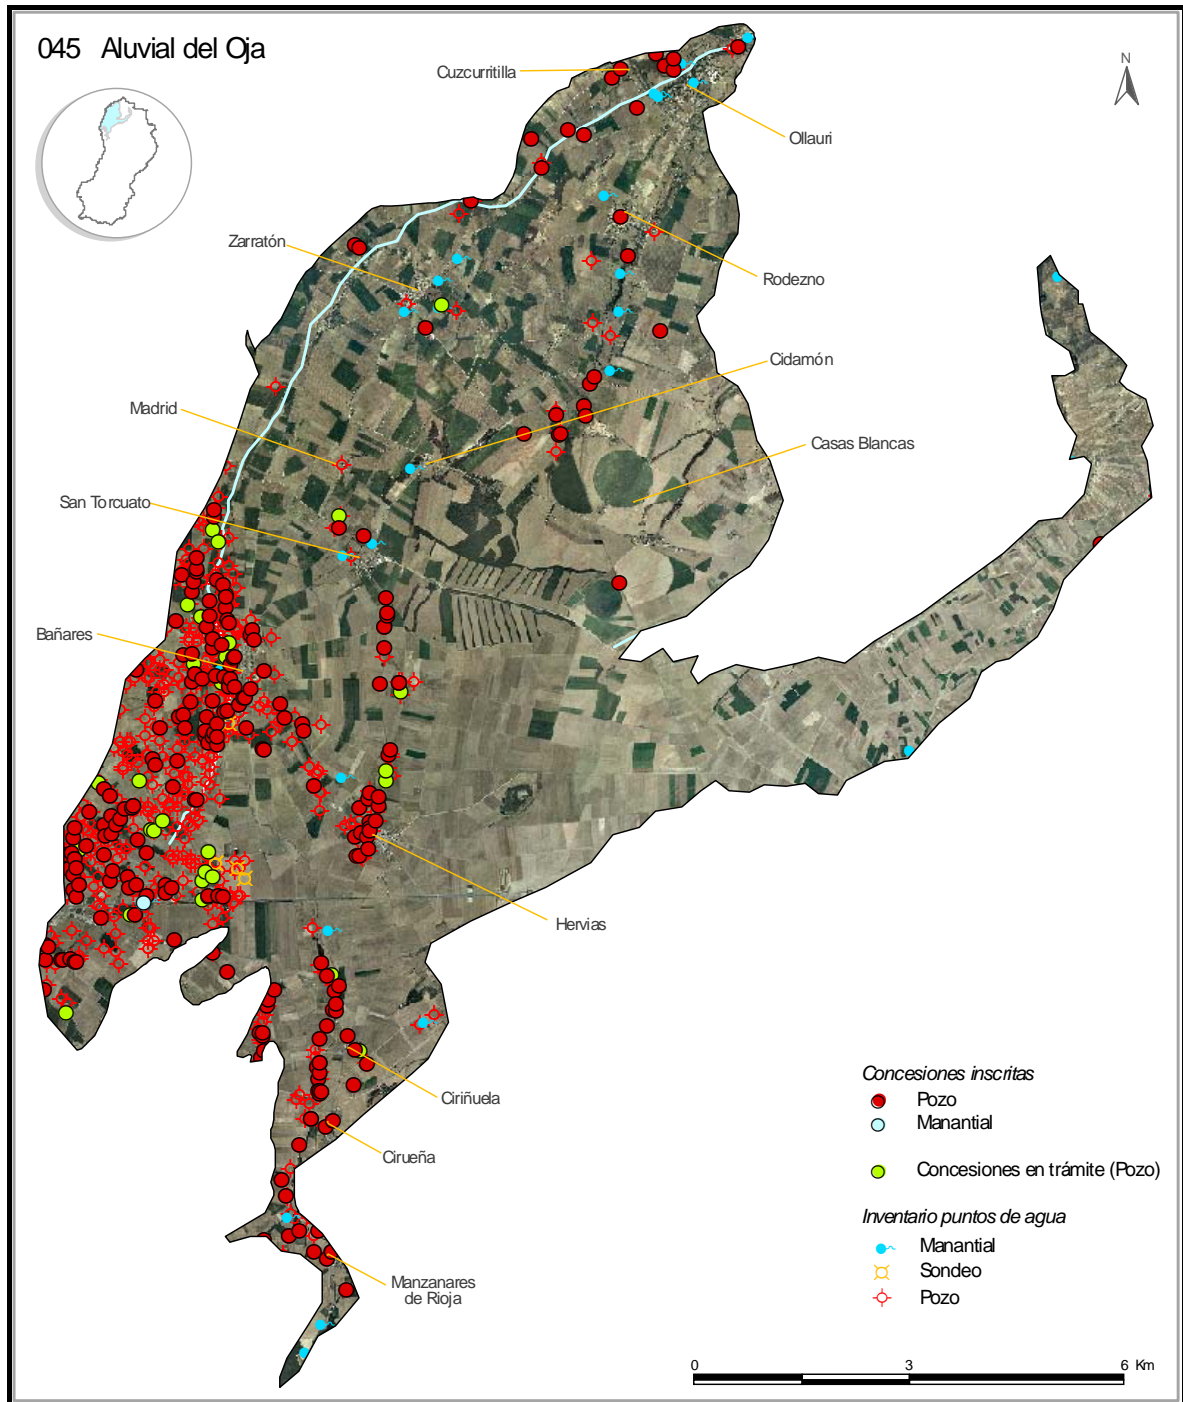 045 Aluvial del Oja
N
Cuzcurritilla
Ollauri
Zarratón
Rodezno
Cidamón
Madrid
Casas Blancas
San Torcuato
Bañares
Hervias
Ciriñuela
Cirueña
Manzanares
de Rioja
Concesiones inscritas
Pozo
Manantial
Concesiones en trámite (Pozo)
Inventario puntos de agua
Manantial
Sondeo
Pozo
0 3 6 Km